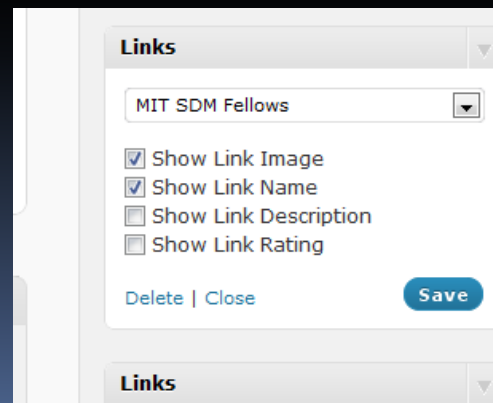 Links
MIT SDM Fellows
Show Link Image
Show Link Name
Show Link Description
Show Link Rating
Delete | Close Save
Links